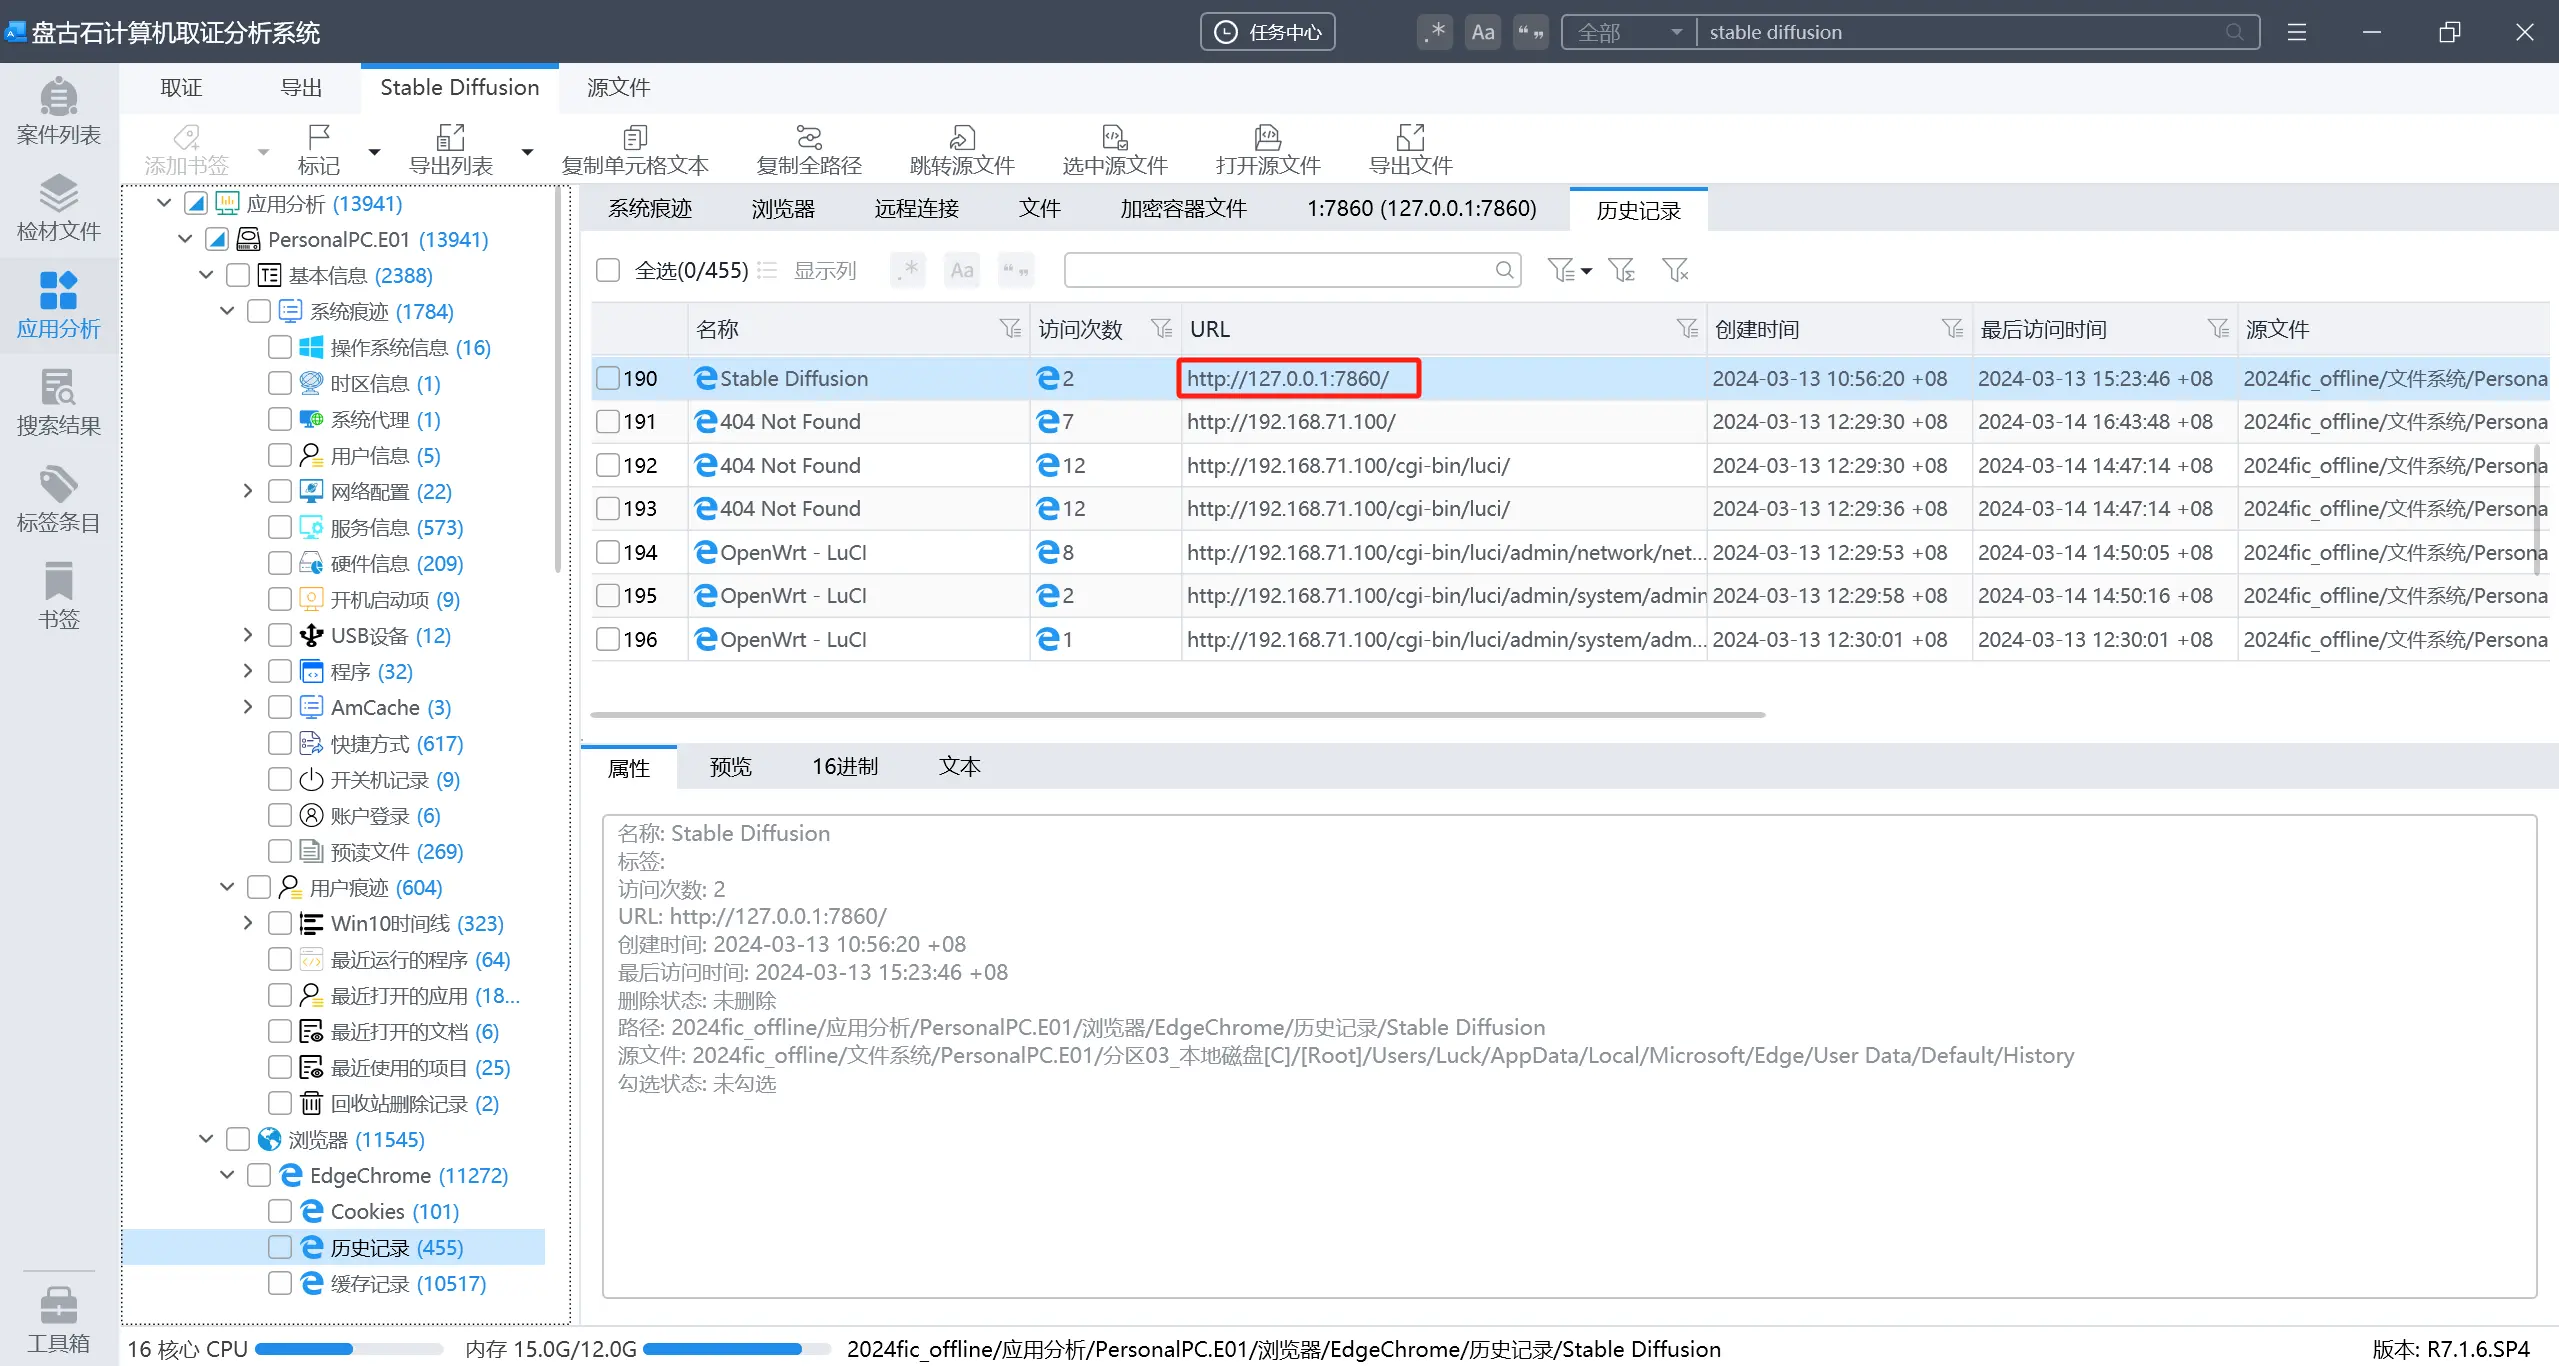 盘古石计算机取证分析系统
任务中心
.* Aa “ ”
全部 stable diffusion
案件列表
检材文件
应用分析
搜索结果
标签条目
书签
工具箱
取证 导出 Stable Diffusion 源文件
添加书签 标记 导出列表 复制单元格文本 复制全路径 跳转源文件 选中源文件 打开源文件 导出文件
应用分析 (13941)
PersonalPC.E01 (13941)
基本信息 (2388)
系统痕迹 (1784)
操作系统信息 (16)
时区信息 (1)
系统代理 (1)
用户信息 (5)
网络配置 (22)
服务信息 (573)
硬件信息 (209)
开机启动项 (9)
USB设备 (12)
程序 (32)
AmCache (3)
快捷方式 (617)
开关机记录 (9)
账户登录 (6)
预读文件 (269)
用户痕迹 (604)
Win10时间线 (323)
最近运行的程序 (64)
最近打开的应用 (18...
最近打开的文档 (6)
最近使用的项目 (25)
回收站删除记录 (2)
浏览器 (11545)
EdgeChrome (11272)
Cookies (101)
历史记录 (455)
缓存记录 (10517)
系统痕迹 浏览器 远程连接 文件 加密容器文件 1:7860 (127.0.0.1:7860) 历史记录
全选(0/455) 显示列 .* Aa “ ”
名称 访问次数 URL 创建时间 最后访问时间 源文件
190 Stable Diffusion 2 http://127.0.0.1:7860/ 2024-03-13 10:56:20 +08 2024-03-13 15:23:46 +08 2024fic_offline/文件系统/Persona
191 404 Not Found 7 http://192.168.71.100/ 2024-03-13 12:29:30 +08 2024-03-14 16:43:48 +08 2024fic_offline/文件系统/Persona
192 404 Not Found 12 http://192.168.71.100/cgi-bin/luci/ 2024-03-13 12:29:30 +08 2024-03-14 14:47:14 +08 2024fic_offline/文件系统/Persona
193 404 Not Found 12 http://192.168.71.100/cgi-bin/luci/ 2024-03-13 12:29:36 +08 2024-03-14 14:47:14 +08 2024fic_offline/文件系统/Persona
194 OpenWrt - LuCI 8 http://192.168.71.100/cgi-bin/luci/admin/network/net... 2024-03-13 12:29:53 +08 2024-03-14 14:50:05 +08 2024fic_offline/文件系统/Persona
195 OpenWrt - LuCI 2 http://192.168.71.100/cgi-bin/luci/admin/system/admin 2024-03-13 12:29:58 +08 2024-03-14 14:50:16 +08 2024fic_offline/文件系统/Persona
196 OpenWrt - LuCI 1 http://192.168.71.100/cgi-bin/luci/admin/system/adm... 2024-03-13 12:30:01 +08 2024-03-13 12:30:01 +08 2024fic_offline/文件系统/Persona
属性 预览 16进制 文本
名称: Stable Diffusion
标签:
访问次数: 2
URL: http://127.0.0.1:7860/
创建时间: 2024-03-13 10:56:20 +08
最后访问时间: 2024-03-13 15:23:46 +08
删除状态: 未删除
路径: 2024fic_offline/应用分析/PersonalPC.E01/浏览器/EdgeChrome/历史记录/Stable Diffusion
源文件: 2024fic_offline/文件系统/PersonalPC.E01/分区03_本地磁盘[C]/[Root]/Users/Luck/AppData/Local/Microsoft/Edge/User Data/Default/History
勾选状态: 未勾选
16 核心 CPU 内存 15.0G/12.0G 2024fic_offline/应用分析/PersonalPC.E01/浏览器/EdgeChrome/历史记录/Stable Diffusion 版本: R7.1.6.SP4